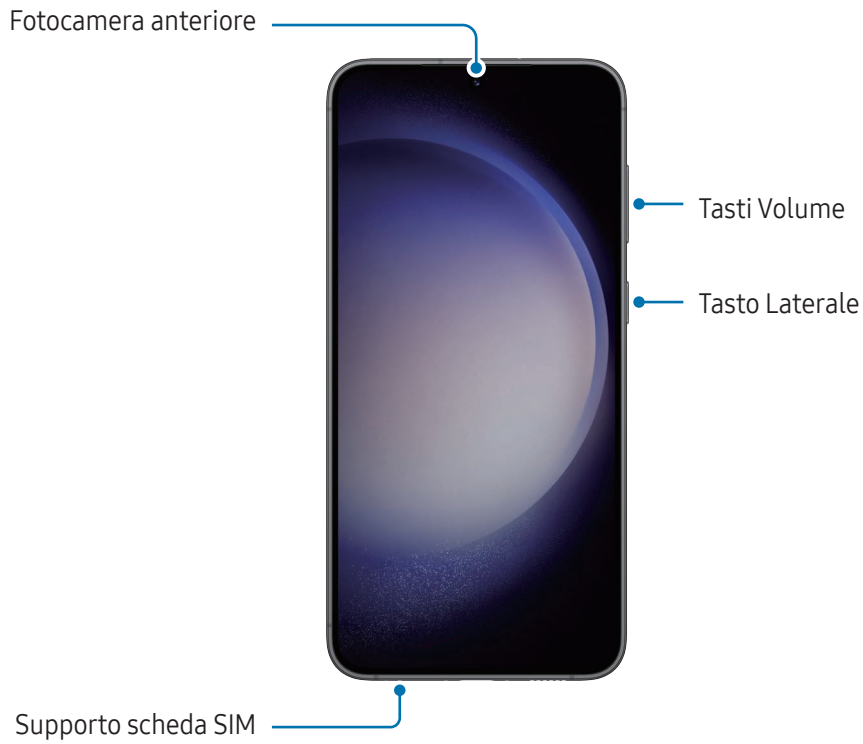 Fotocamera anteriore
Tasti Volume
Tasto Laterale
Supporto scheda SIM